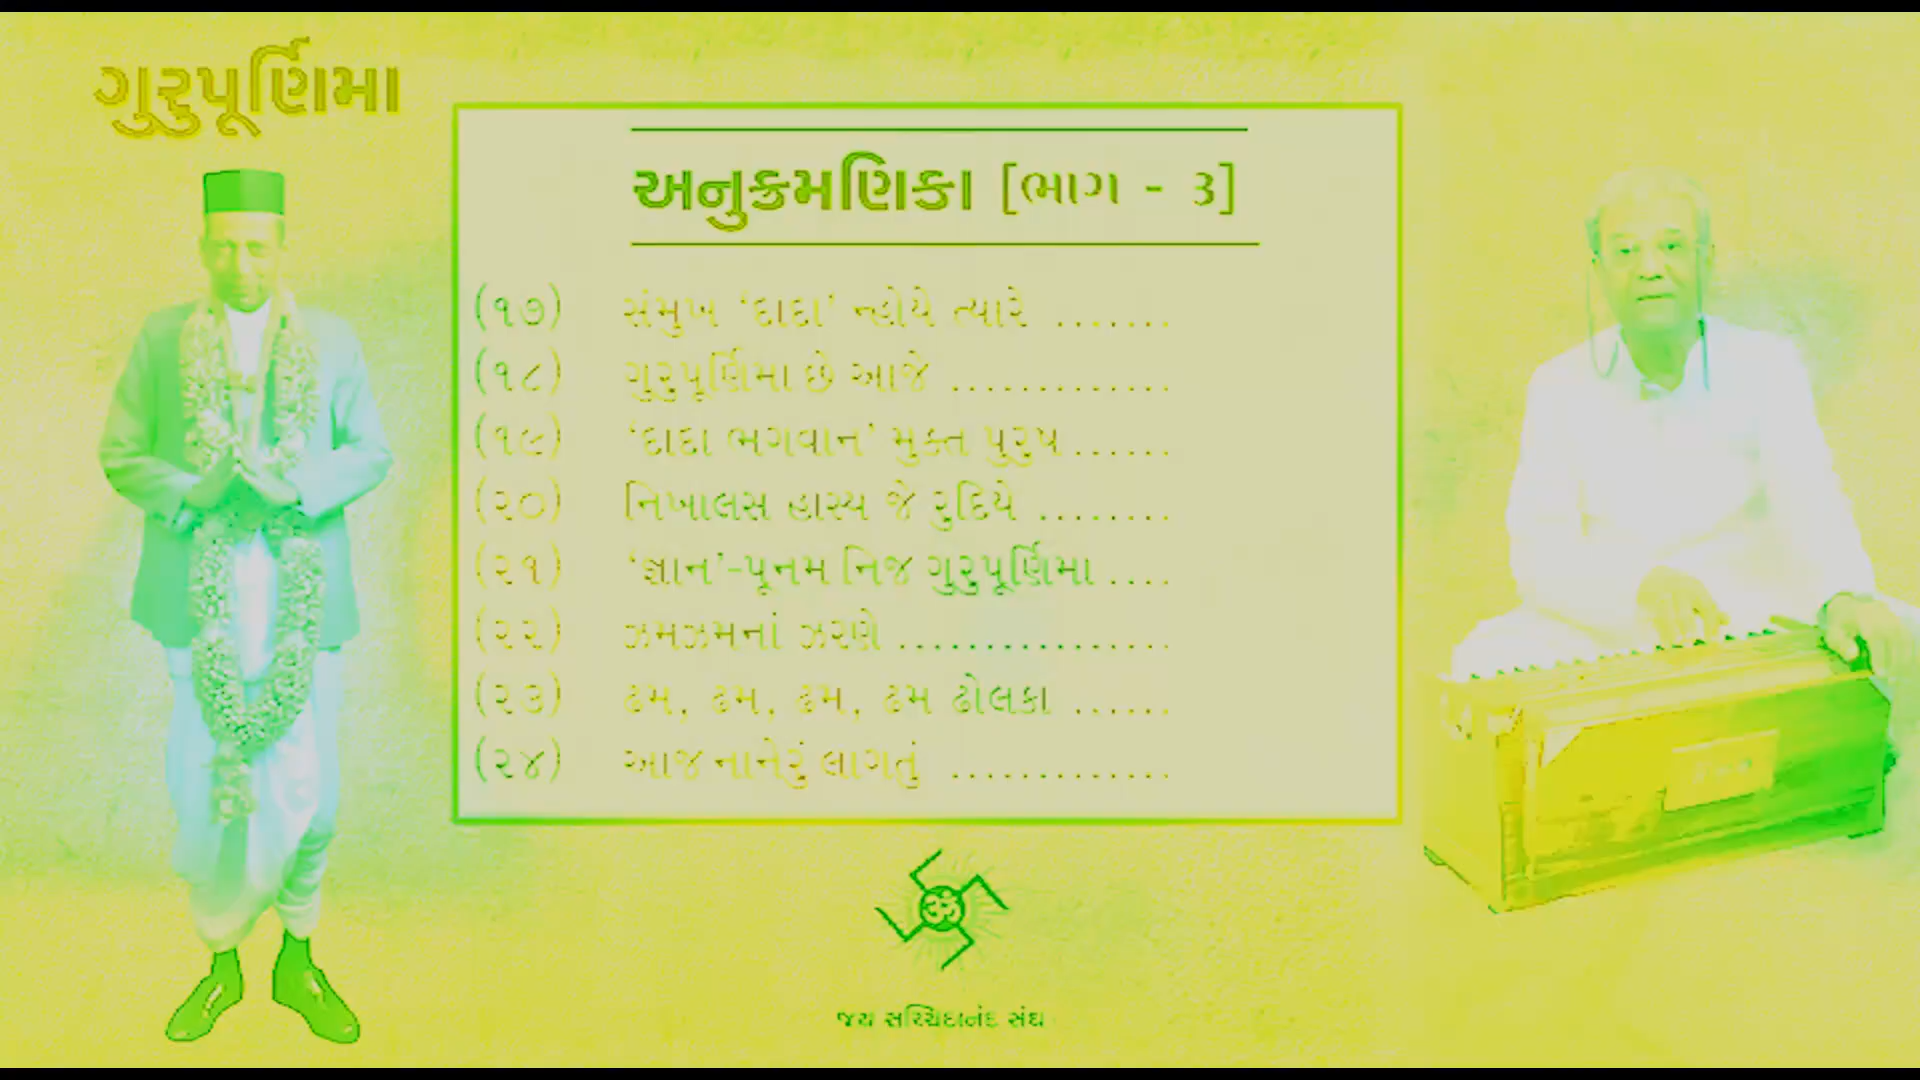 ગુરુપૂર્ણિમા
અનુક્રમણિકા [ભાગ - ૩]
(૧૭) સંમુખ ‘દાદા’ ન્હોયે ત્યારે .......
(૧૮) ગુરુપૂર્ણિમા છે આજે .............
(૧૯) ‘દાદા ભગવાન’ મુક્ત પુરુષ ......
(૨૦) નિખાલસ હાસ્ય જે રુદિયે ........
(૨૧) ‘જ્ઞાન’-પૂનમ નિજ ગુરુપૂર્ણિમા ....
(૨૨) ઝમઝમનાં ઝરણે ................
(૨૩) ઢમ, ઢમ, ઢમ, ઢમ ઢોલકા ......
(૨૪) આજ નાનેરું લાગતું .............
ૐ
જય સચ્ચિદાનંદ સંઘ